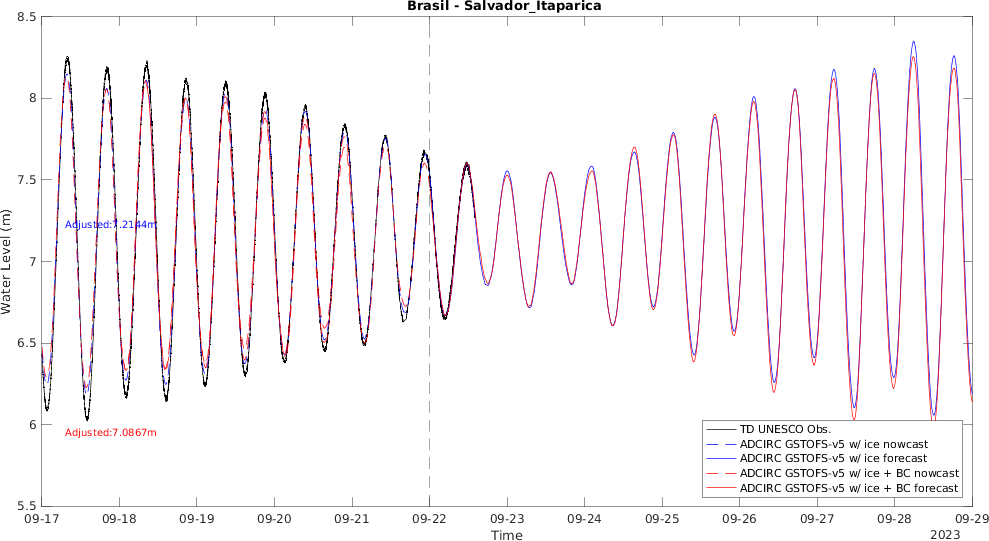 Brasil - Salvador_Itaparica
8.5
8
7.5
7
6.5
6
5.5
Water Level (m)
Adjusted:7.2144m
Adjusted:7.0867m
TD UNESCO Obs.
ADCIRC GSTOFS-v5 w/ ice nowcast
ADCIRC GSTOFS-v5 w/ ice forecast
ADCIRC GSTOFS-v5 w/ ice + BC nowcast
ADCIRC GSTOFS-v5 w/ ice + BC forecast
09-17 09-18 09-19 09-20 09-21 09-22 09-23 09-24 09-25 09-26 09-27 09-28 09-29
Time
2023